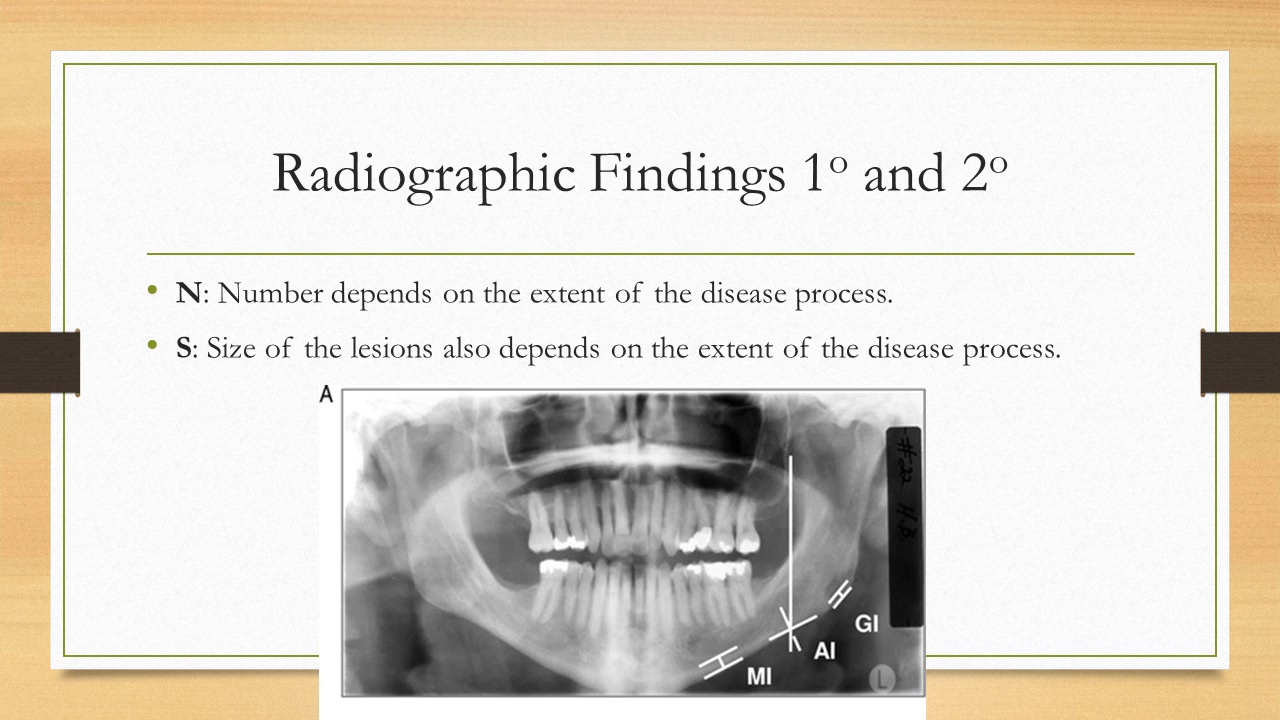 Radiographic Findings 1º and 2º
• N: Number depends on the extent of the disease process.
• S: Size of the lesions also depends on the extent of the disease process.
A
GI
AI
MI
L